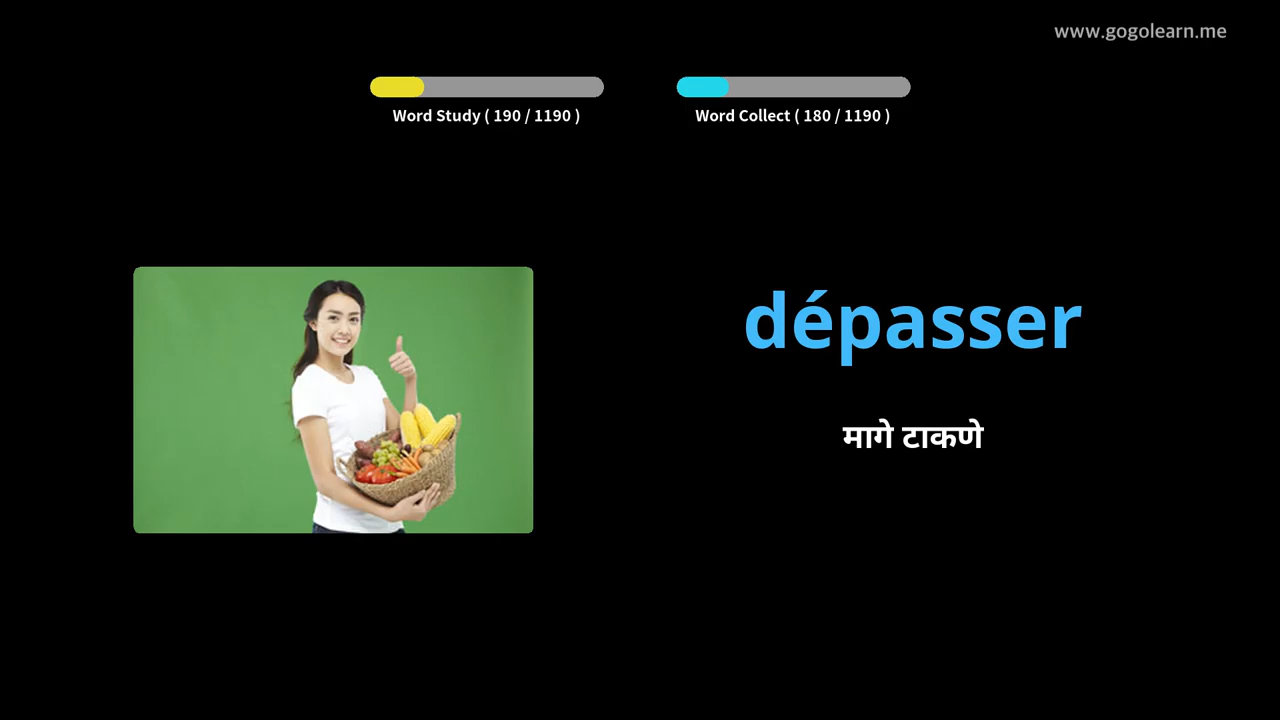 www.gogolearn.me
Word Study ( 190 / 1190 )
Word Collect ( 180 / 1190 )
dépasser
मागे टाकणे